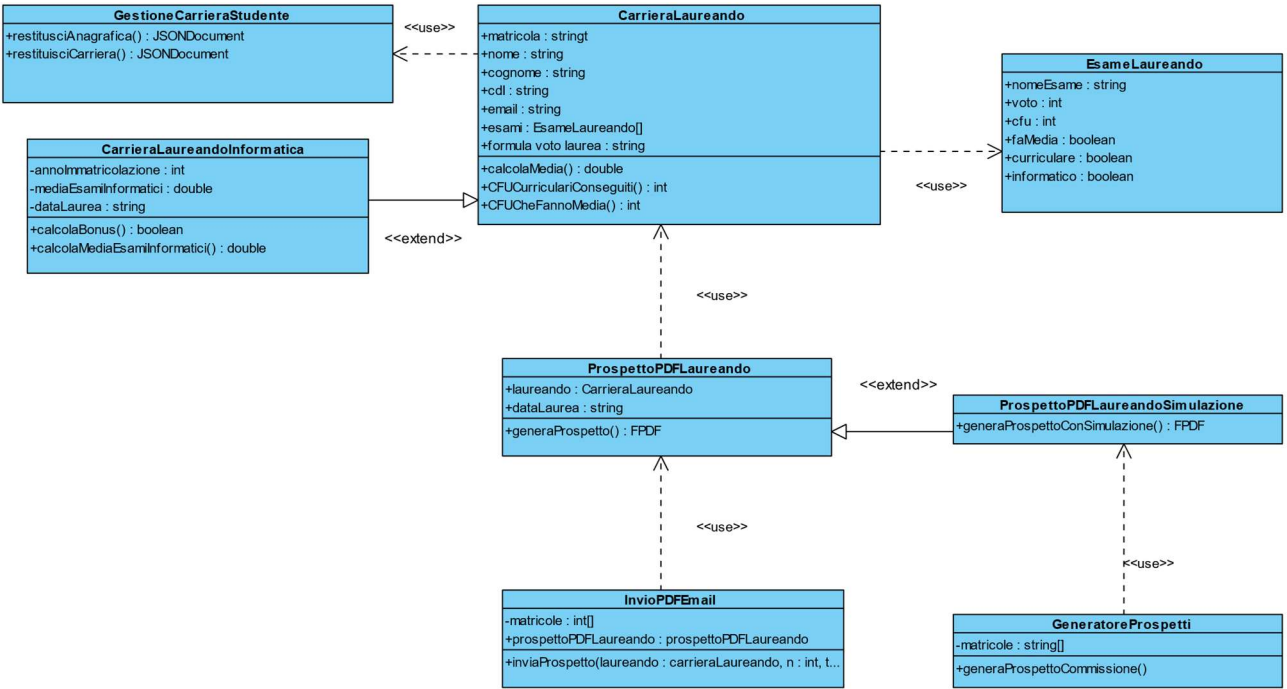 GestioneCarrieraStudente
+restitusciAnagrafica() : JSONDocument
+restituisciCarriera() : JSONDocument
<<use>>
CarrieraLaureando
+matricola : stringt
+nome : string
+cognome : string
+cdl : string
+email : string
+esami : EsameLaureando[]
+formula voto laurea : string
+calcolaMedia() : double
+CFUCurriculariConseguiti() : int
+CFUCheFannoMedia() : int
EsameLaureando
+nomeEsame : string
+voto : int
+cfu : int
+faMedia : boolean
+curriculare : boolean
+informatico : boolean
<<use>>
CarrieraLaureandoInformatica
-annoImmatricolazione : int
-mediaEsamiInformatici : double
-dataLaurea : string
+calcolaBonus() : boolean
+calcolaMediaEsamiInformatici() : double
<<extend>>
<<use>>
ProspettoPDFLaureando
+laureando : CarrieraLaureando
+dataLaurea : string
+generaProspetto() : FPDF
<<extend>>
ProspettoPDFLaureandoSimulazione
+generaProspettoConSimulazione() : FPDF
<<use>>
<<use>>
InvioPDFEmail
-matricole : int[]
+prospettoPDFLaureando : prospettoPDFLaureando
+inviaProspetto(laureando : carrieraLaureando, n : int, t...
GeneratoreProspetti
-matricole : string[]
+generaProspettoCommissione()